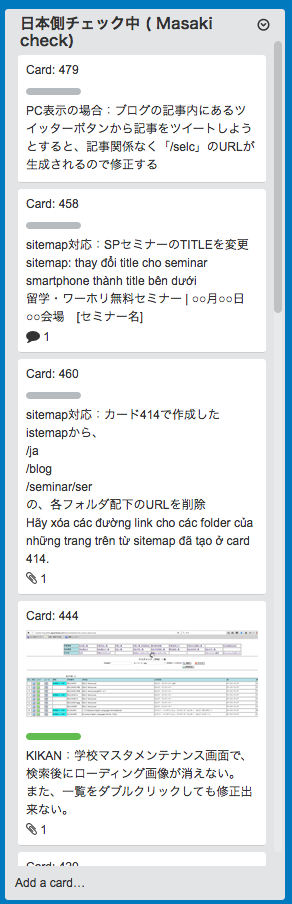 日本側チェック中 ( Masaki
check)
Card: 479
PC表示の場合：ブログの記事内にあるツ
イッターボタンから記事をツイートしよう
とすると、記事関係なく「/selc」のURLが
生成されるので修正する
Card: 458
sitemap対応：SPセミナーのTITLEを変更
sitemap: thay đổi title cho seminar
smartphone thành title bên dưới
留学・ワーホリ無料セミナー | ○○月○○日
○○会場　[セミナー名]
1
Card: 460
sitemap対応：カード414で作成した
istemapから、
/ja
/blog
/seminar/ser
の、各フォルダ配下のURLを削除
Hãy xóa các đường link cho các folder của
những trang trên từ sitemap đã tạo ở card
414.
1
Card: 444
KIKAN：学校マスタメンテナンス画面で、
検索後にローディング画像が消えない。
また、一覧をダブルクリックしても修正出
来ない。
1
Add a card…